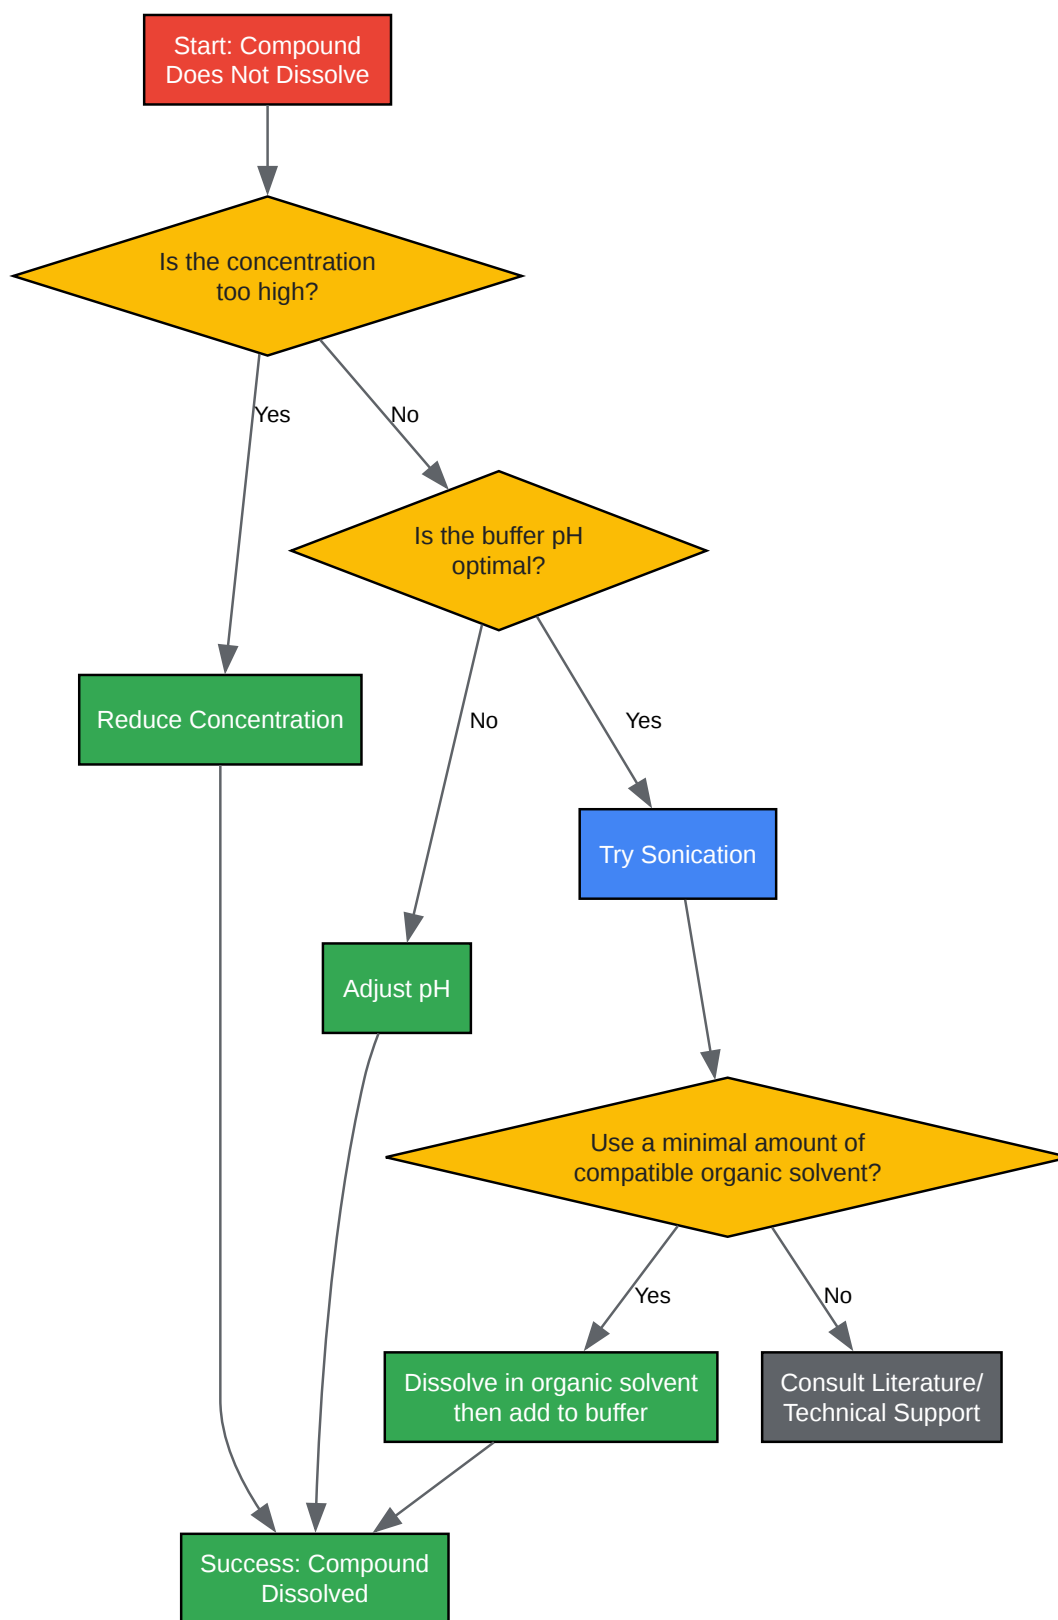 Start: Compound
Does Not Dissolve
Is the concentration
too high?
Yes
No
Is the buffer pH
optimal?
Reduce Concentration
No
Yes
Try Sonication
Adjust pH
Use a minimal amount of
compatible organic solvent?
Yes
No
Dissolve in organic solvent
then add to buffer
Consult Literature/
Technical Support
Success: Compound
Dissolved